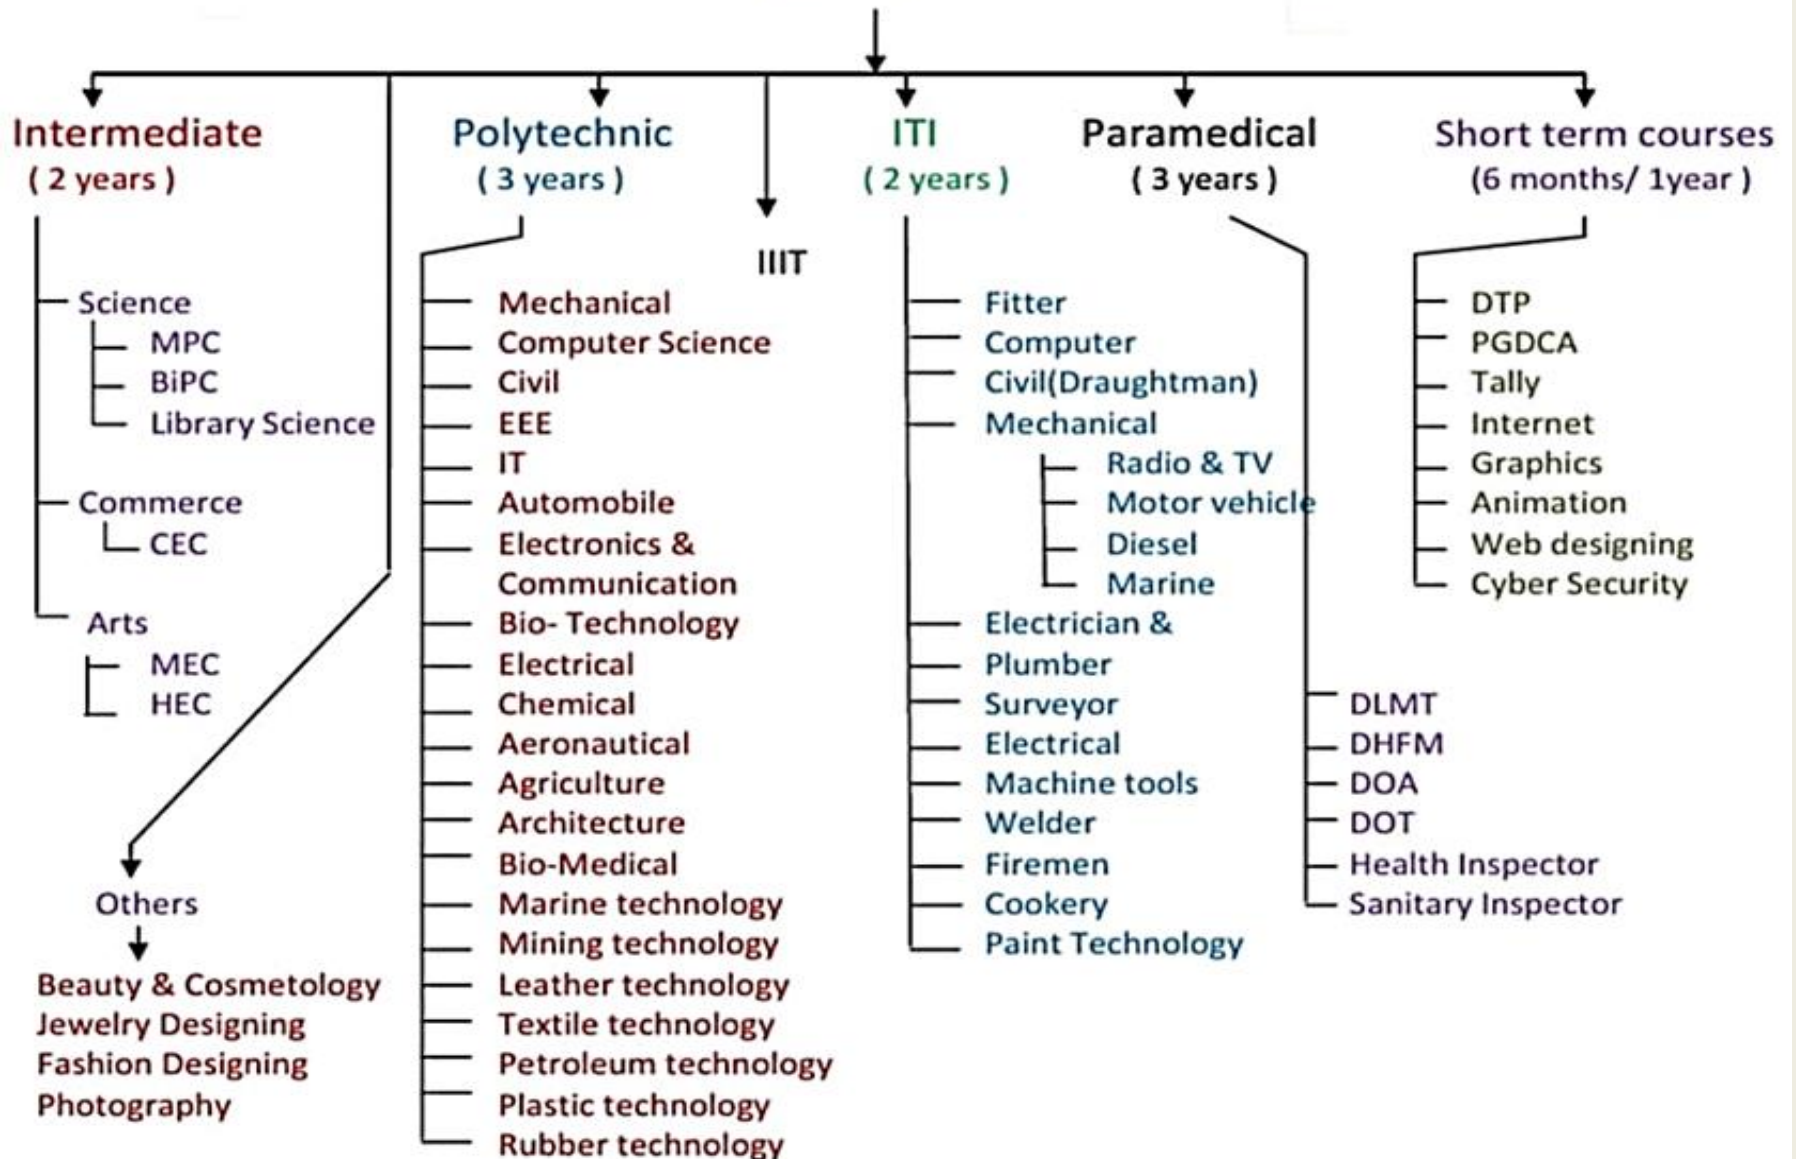 Intermediate
( 2 years )
Science
MPC
BiPC
Library Science
Commerce
CEC
Arts
MEC
HEC
Others
Beauty & Cosmetology
Jewelry Designing
Fashion Designing
Photography
Polytechnic
( 3 years )
Mechanical
Computer Science
Civil
EEE
IT
Automobile
Electronics &
Communication
Bio- Technology
Electrical
Chemical
Aeronautical
Agriculture
Architecture
Bio-Medical
Marine technology
Mining technology
Leather technology
Textile technology
Petroleum technology
Plastic technology
Rubber technology
IIIT
ITI
( 2 years )
Fitter
Computer
Civil(Draughtman)
Mechanical
Radio & TV
Motor vehicle
Diesel
Marine
Electrician &
Plumber
Surveyor
Electrical
Machine tools
Welder
Firemen
Cookery
Paint Technology
Paramedical
( 3 years )
DLMT
DHFM
DOA
DOT
Health Inspector
Sanitary Inspector
Short term courses
(6 months/ 1year )
DTP
PGDCA
Tally
Internet
Graphics
Animation
Web designing
Cyber Security